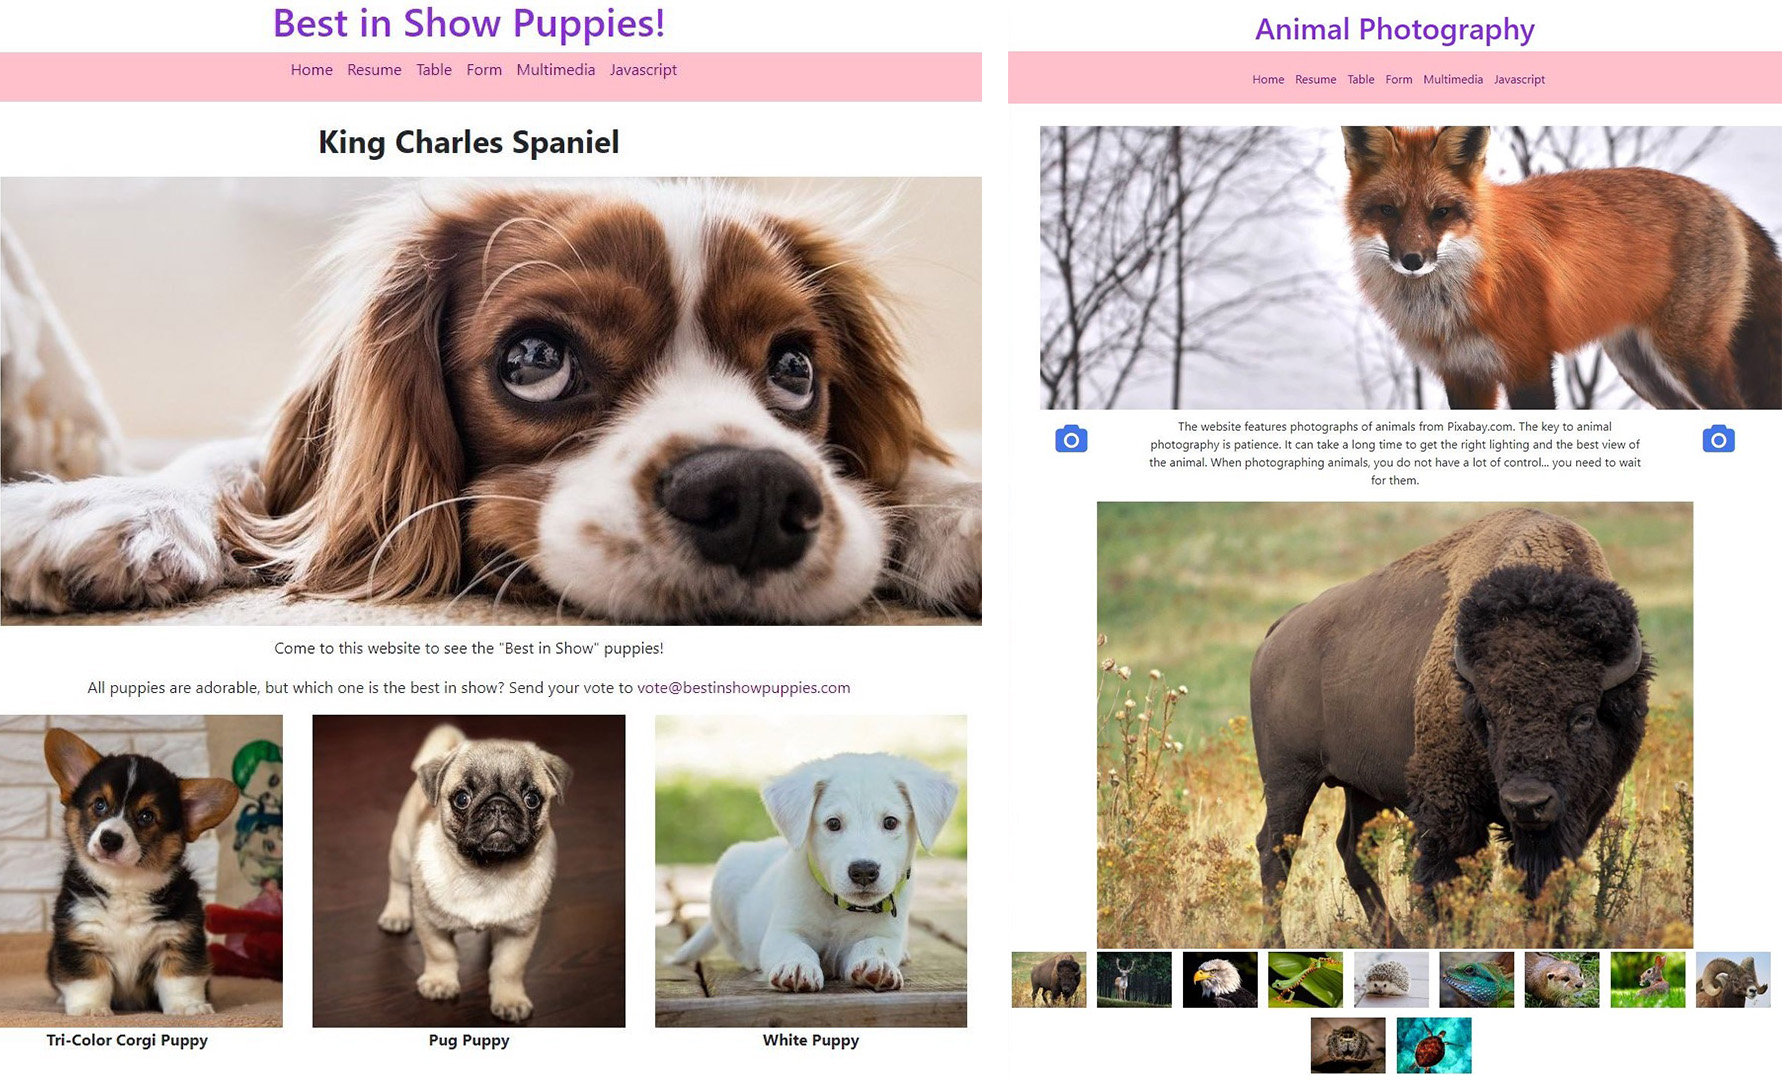 Best in Show Puppies!
Home Resume Table Form Multimedia Javascript
King Charles Spaniel
Come to this website to see the "Best in Show" puppies!
All puppies are adorable, but which one is the best in show? Send your vote to vote@bestinshowpuppies.com
Tri-Color Corgi Puppy
Pug Puppy
White Puppy
Animal Photography
Home Resume Table Form Multimedia Javascript
The website features photographs of animals from Pixabay.com. The key to animal
photography is patience. It can take a long time to get the right lighting and the best view of
the animal. When photographing animals, you do not have a lot of control... you need to wait
for them.